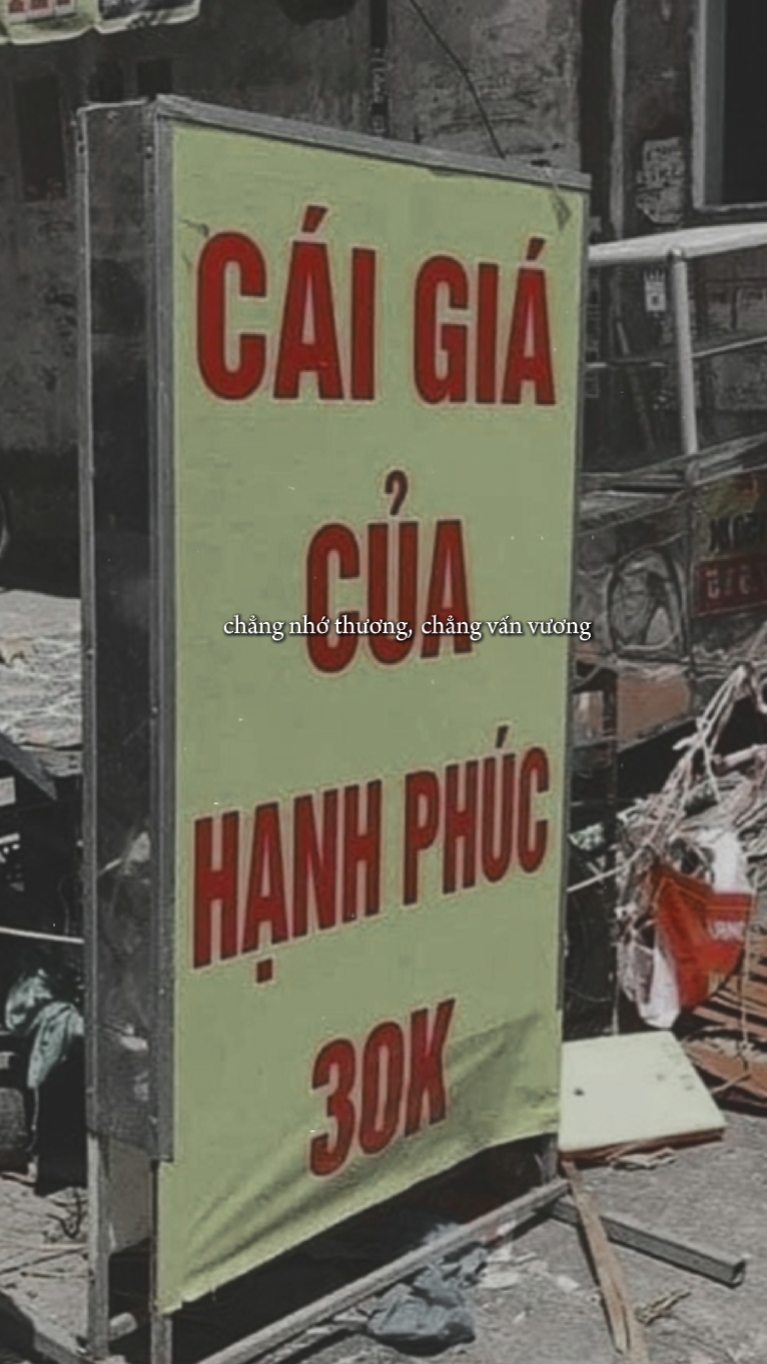 CÁI GIÁ
CỦA
chẳng nhớ thương, chẳng vấn vương
HẠNH PHÚC
30K